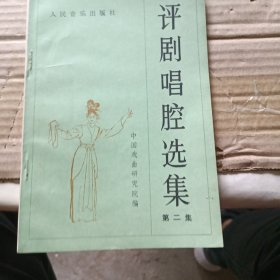 人民音乐出版社
评剧唱腔选集
第二集
中国戏曲研究院编